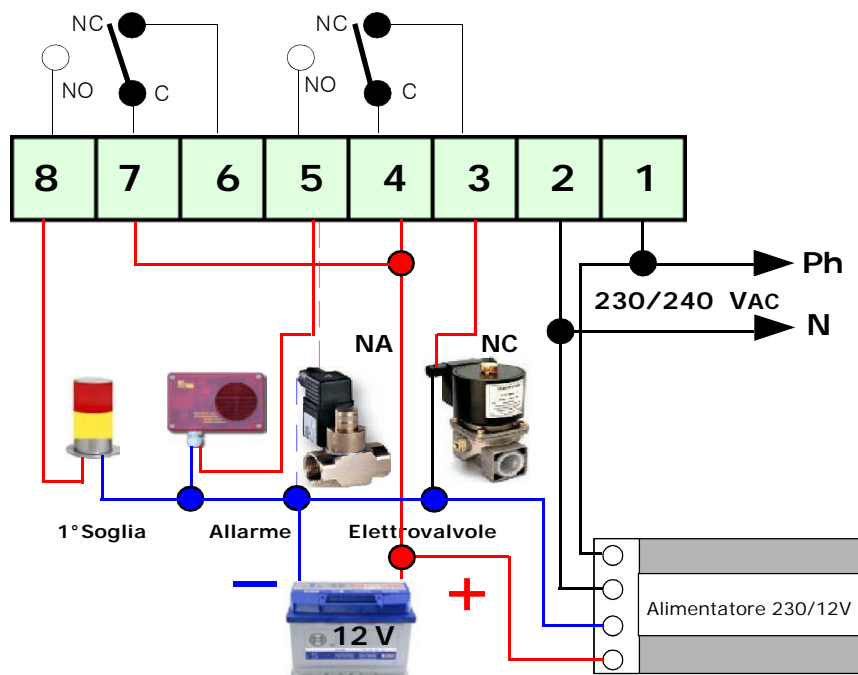 NC NC
NO C NO C
8 7 6 5 4 3 2 1
Ph
230/240 VAC
N
NA NC
1°Soglia Allarme Elettrovalvole
− +
12 V
Alimentatore 230/12V